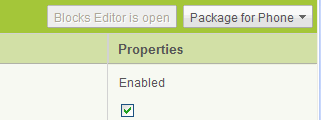 Blocks Editor is open
Package for Phone
Properties
Enabled